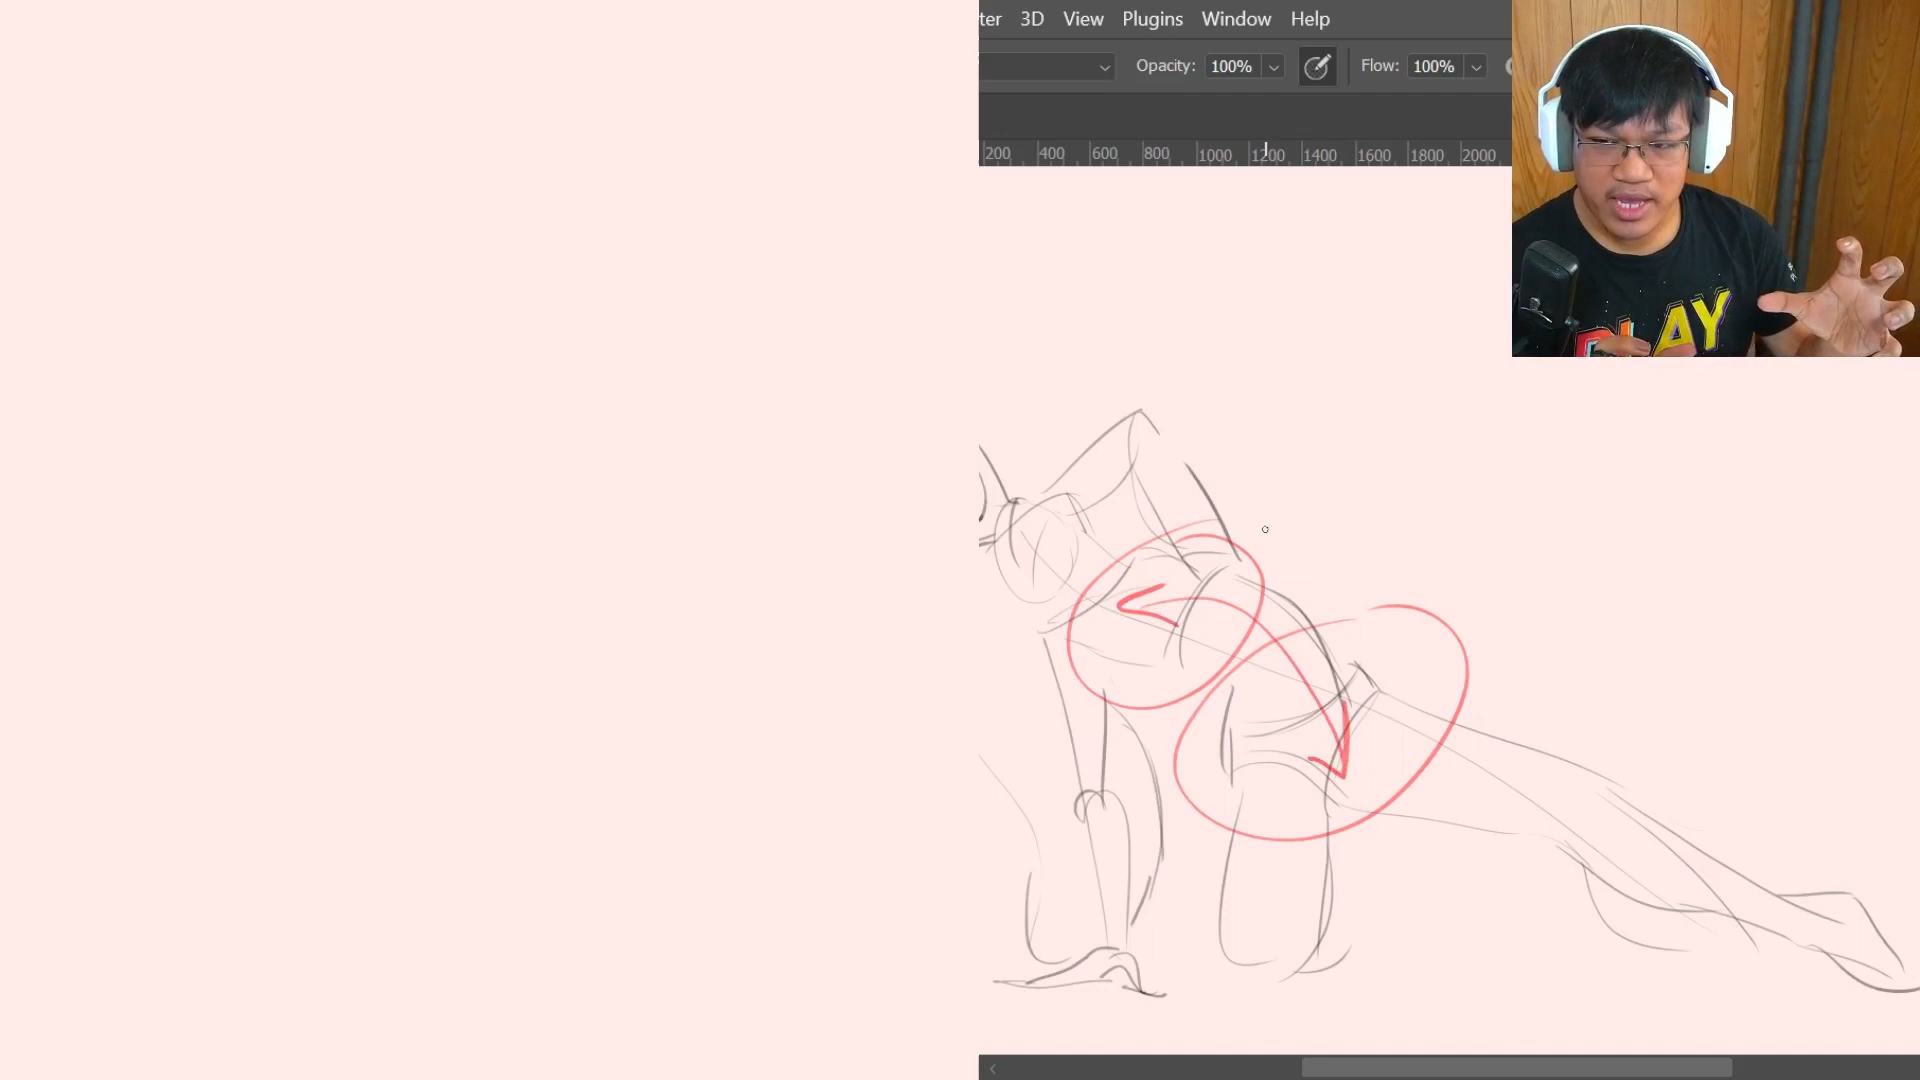 ter 3D View Plugins Window Help
Opacity: 100% Flow: 100%
200 400 600 800 1000 1200 1400 1600 1800 2000
PLAY